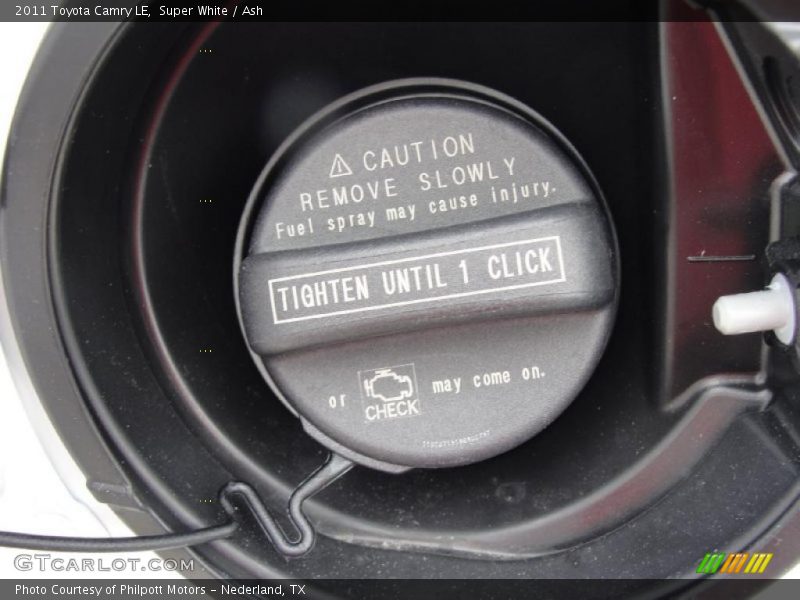 2011 Toyota Camry LE, Super White / Ash
CAUTION
REMOVE SLOWLY
Fuel spray may cause injury.
TIGHTEN UNTIL 1 CLICK
or CHECK may come on.
GTCARLOT.COM
Photo Courtesy of Philpott Motors - Nederland, TX